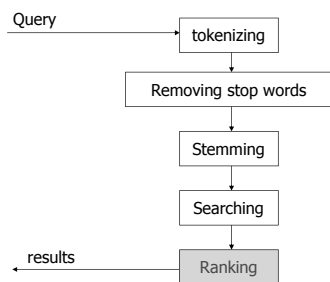 Query
tokenizing
Removing stop words
Stemming
Searching
results
Ranking